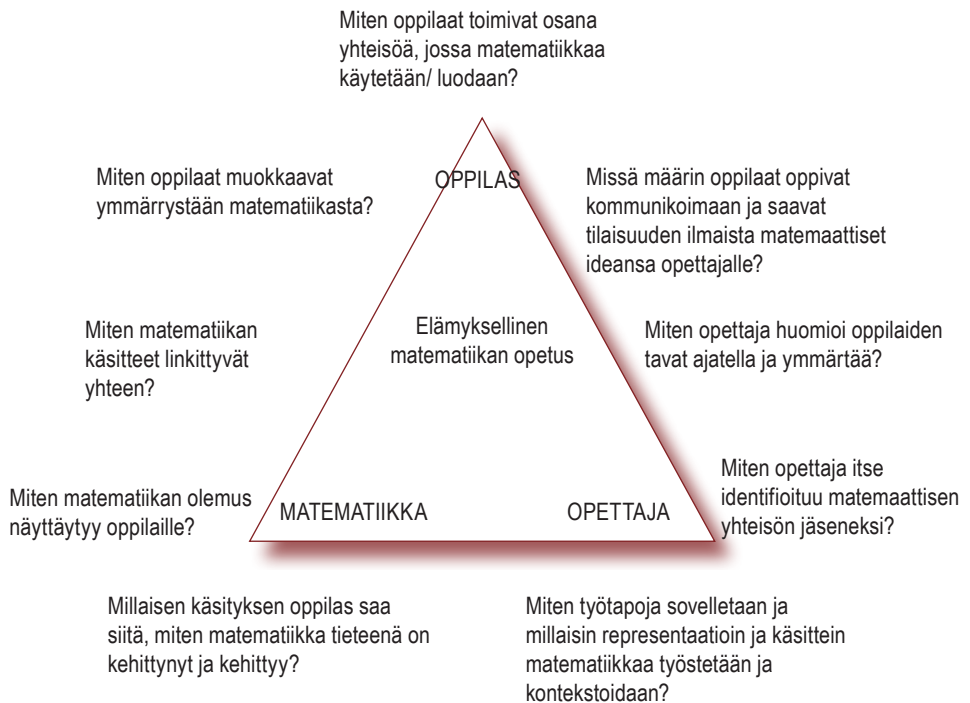 Miten oppilaat toimivat osana
yhteisöä, jossa matematiikkaa
käytetään/ luodaan?
Miten oppilaat muokkaavat
ymmärrystään matematiikasta?
OPPILAS
Missä määrin oppilaat oppivat
kommunikoimaan ja saavat
tilaisuuden ilmaista matemaattiset
ideansa opettajalle?
Miten matematiikan
käsitteet linkittyvät
yhteen?
Elämyksellinen
matematiikan opetus
Miten opettaja huomioi oppilaiden
tavat ajatella ja ymmärtää?
Miten matematiikan olemus
näyttäytyy oppilaille?
MATEMATIIKKA
OPETTAJA
Miten opettaja itse
identifioituu matemaattisen
yhteisön jäseneksi?
Millaisen käsityksen oppilas saa
siitä, miten matematiikka tieteenä on
kehittynyt ja kehittyy?
Miten työtapoja sovelletaan ja
millaisin representaatioin ja käsittein
matematiikkaa työstetään ja
kontekstoidaan?